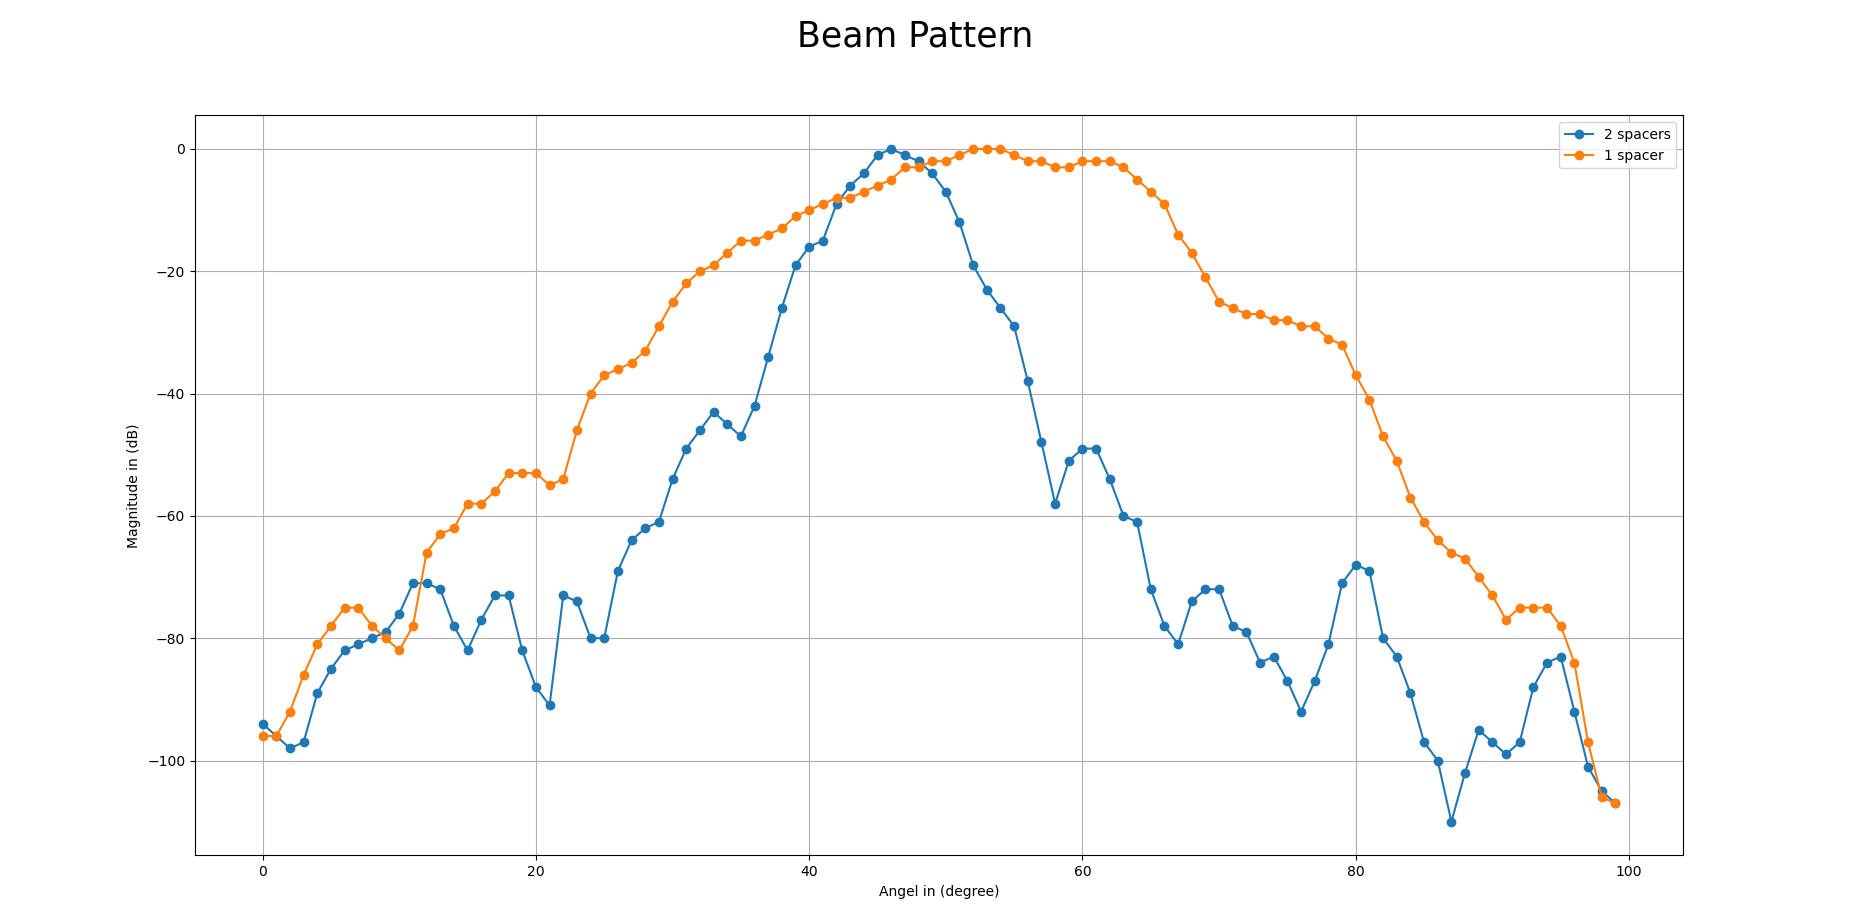 Beam Pattern
2 spacers
1 spacer
0
−20
−40
−60
−80
−100
Magnitude in (dB)
0 20 40 60 80 100
Angel in (degree)